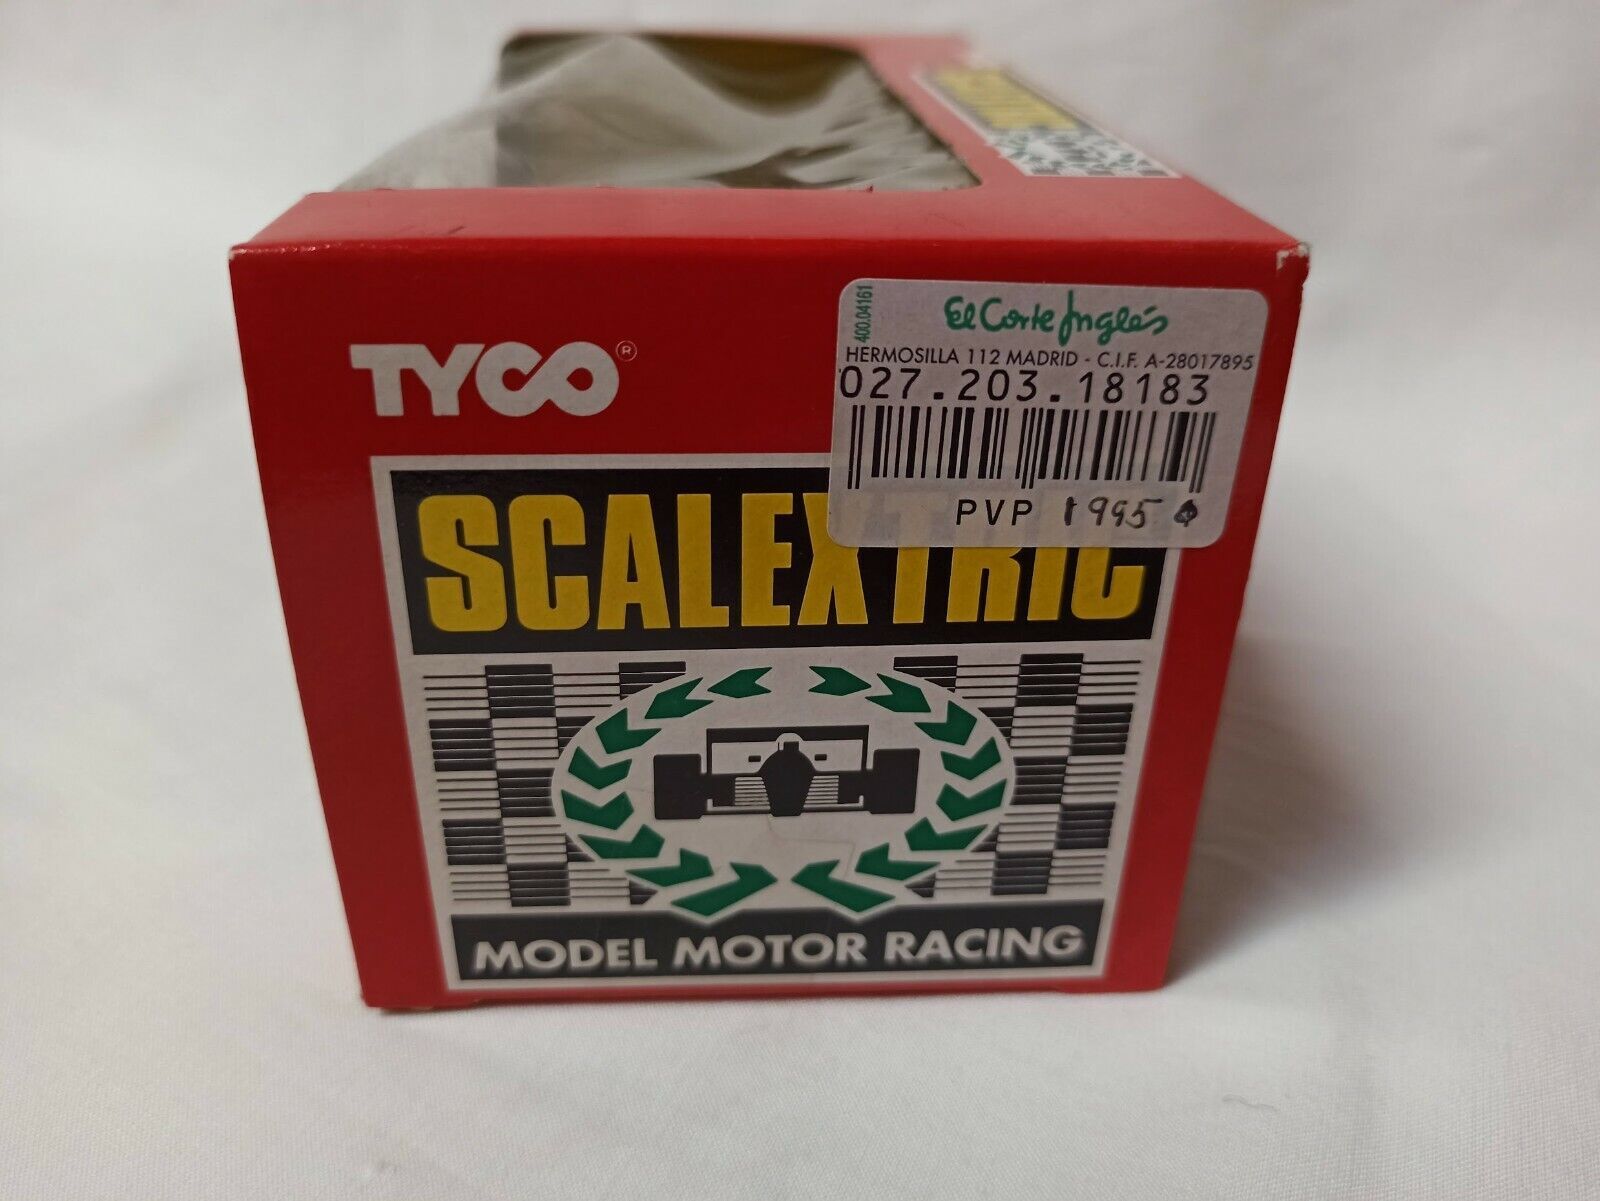 TYCO®
400.04161
El Corte Inglés
HERMOSILLA 112 MADRID - C.I.F. A-28017895
027.203.18183
PVP 1995
SCALEXTRIC
MODEL MOTOR RACING